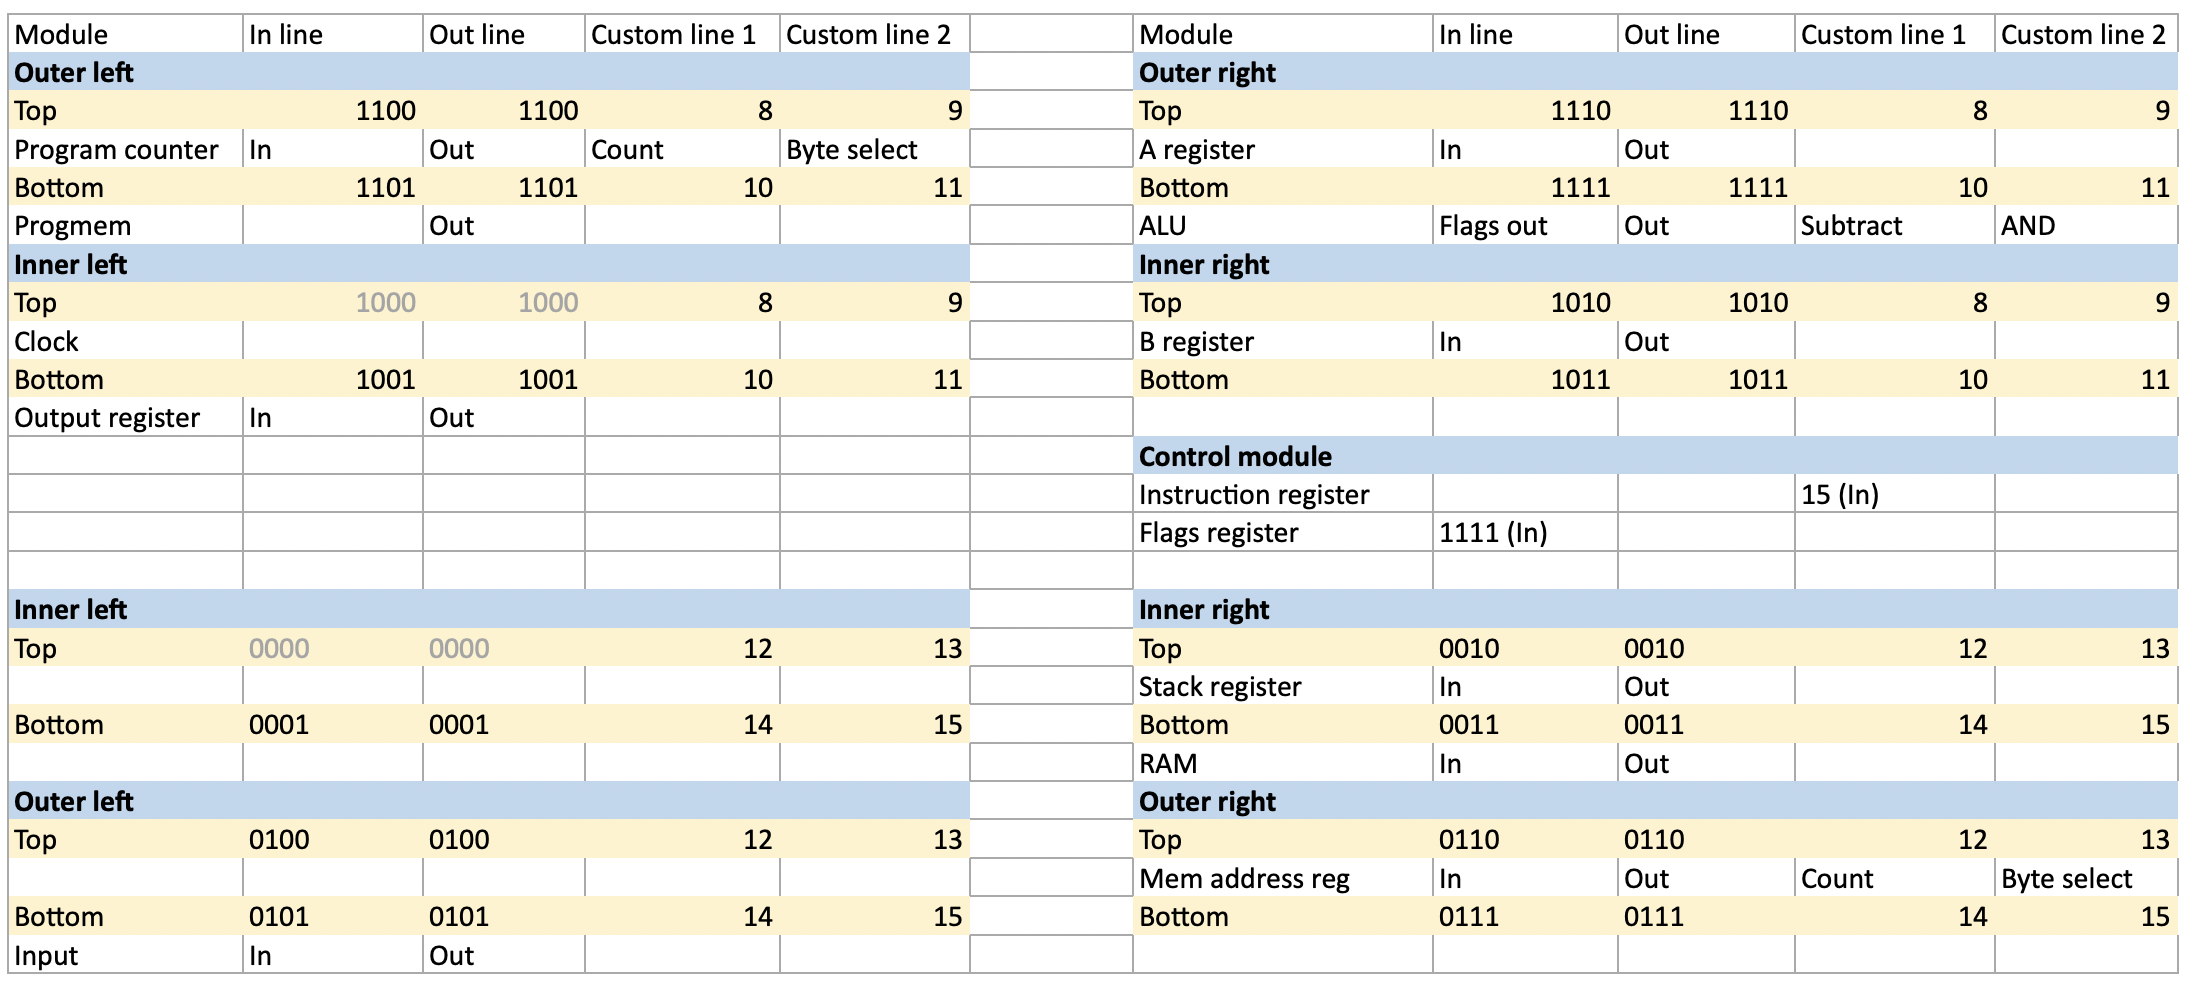 Module In line Out line Custom line 1 Custom line 2 Module In line Out line Custom line 1 Custom line 2
Outer left Outer right
Top 1100 1100 8 9 Top 1110 1110 8 9
Program counter In Out Count Byte select A register In Out
Bottom 1101 1101 10 11 Bottom 1111 1111 10 11
Progmem Out ALU Flags out Out Subtract AND
Inner left Inner right
Top 1000 1000 8 9 Top 1010 1010 8 9
Clock B register In Out
Bottom 1001 1001 10 11 Bottom 1011 1011 10 11
Output register In Out
Control module
Instruction register 15 (In)
Flags register 1111 (In)
Inner left Inner right
Top 0000 0000 12 13 Top 0010 0010 12 13
Stack register In Out
Bottom 0001 0001 14 15 Bottom 0011 0011 14 15
RAM In Out
Outer left Outer right
Top 0100 0100 12 13 Top 0110 0110 12 13
Mem address reg In Out Count Byte select
Bottom 0101 0101 14 15 Bottom 0111 0111 14 15
Input In Out